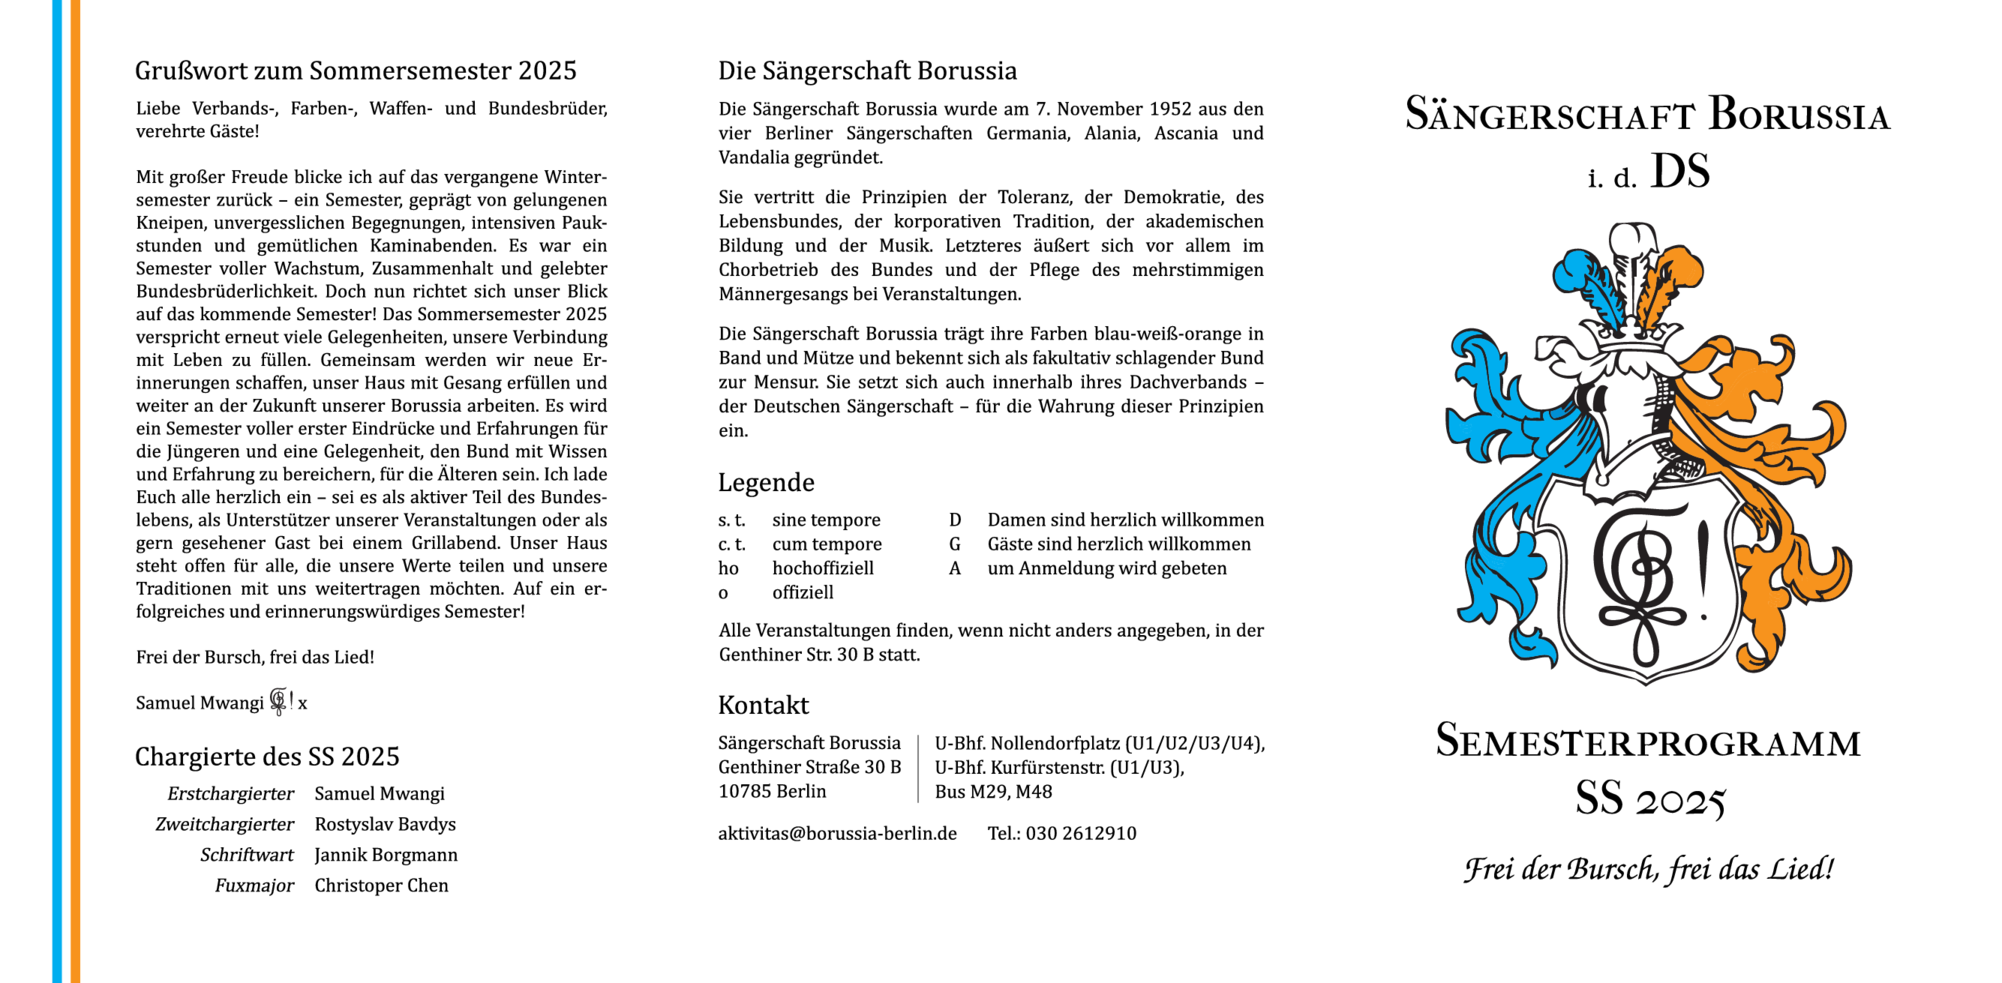 Grußwort zum Sommersemester 2025
Liebe Verbands-, Farben-, Waffen- und Bundesbrüder,
verehrte Gäste!
Mit großer Freude blicke ich auf das vergangene Winter-
semester zurück – ein Semester, geprägt von gelungenen
Kneipen, unvergesslichen Begegnungen, intensiven Pauk-
stunden und gemütlichen Kaminabenden. Es war ein
Semester voller Wachstum, Zusammenhalt und gelebter
Bundesbrüderlichkeit. Doch nun richtet sich unser Blick
auf das kommende Semester! Das Sommersemester 2025
verspricht erneut viele Gelegenheiten, unsere Verbindung
mit Leben zu füllen. Gemeinsam werden wir neue Er-
innerungen schaffen, unser Haus mit Gesang erfüllen und
weiter an der Zukunft unserer Borussia arbeiten. Es wird
ein Semester voller erster Eindrücke und Erfahrungen für
die Jüngeren und eine Gelegenheit, den Bund mit Wissen
und Erfahrung zu bereichern, für die Älteren sein. Ich lade
Euch alle herzlich ein – sei es als aktiver Teil des Bundes-
lebens, als Unterstützer unserer Veranstaltungen oder als
gern gesehener Gast bei einem Grillabend. Unser Haus
steht offen für alle, die unsere Werte teilen und unsere
Traditionen mit uns weitertragen möchten. Auf ein er-
folgreiches und erinnerungswürdiges Semester!
Frei der Bursch, frei das Lied!
Samuel Mwangi ! x
Chargierte des SS 2025
Erstchargierter Samuel Mwangi
Zweitchargierter Rostyslav Bavdys
Schriftwart Jannik Borgmann
Fuxmajor Christoper Chen
Die Sängerschaft Borussia
Die Sängerschaft Borussia wurde am 7. November 1952 aus den
vier Berliner Sängerschaften Germania, Alania, Ascania und
Vandalia gegründet.
Sie vertritt die Prinzipien der Toleranz, der Demokratie, des
Lebensbundes, der korporativen Tradition, der akademischen
Bildung und der Musik. Letzteres äußert sich vor allem im
Chorbetrieb des Bundes und der Pflege des mehrstimmigen
Männergesangs bei Veranstaltungen.
Die Sängerschaft Borussia trägt ihre Farben blau-weiß-orange in
Band und Mütze und bekennt sich als fakultativ schlagender Bund
zur Mensur. Sie setzt sich auch innerhalb ihres Dachverbands –
der Deutschen Sängerschaft – für die Wahrung dieser Prinzipien
ein.
Legende
s. t. sine tempore D Damen sind herzlich willkommen
c. t. cum tempore G Gäste sind herzlich willkommen
ho hochoffiziell A um Anmeldung wird gebeten
o offiziell
Alle Veranstaltungen finden, wenn nicht anders angegeben, in der
Genthiner Str. 30 B statt.
Kontakt
Sängerschaft Borussia U-Bhf. Nollendorfplatz (U1/U2/U3/U4),
Genthiner Straße 30 B U-Bhf. Kurfürstenstr. (U1/U3),
10785 Berlin Bus M29, M48
aktivitas@borussia-berlin.de Tel.: 030 2612910
SÄNGERSCHAFT BORUSSIA
i. d. DS
SEMESTERPROGRAMM
SS 2025
Frei der Bursch, frei das Lied!